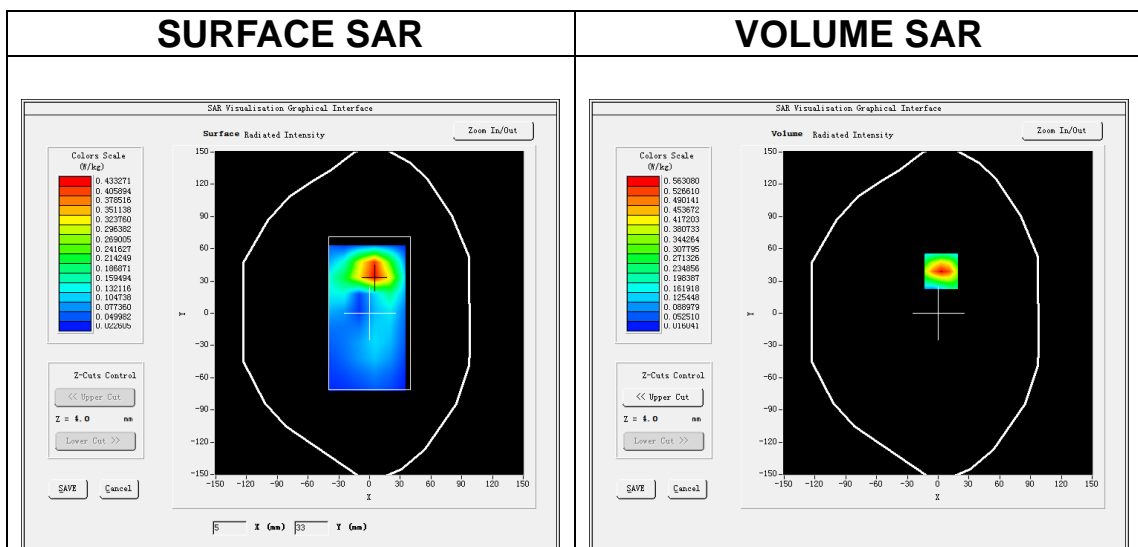 SURFACE SAR
VOLUME SAR
SAR Visualisation Graphical Interface
Surface Radiated Intensity
Zoom In/Out
Colors Scale
(W/kg)
0.433271
0.405894
0.378516
0.351138
0.323760
0.296382
0.269005
0.241627
0.214249
0.186871
0.159494
0.132116
0.104738
0.077360
0.049982
0.022605
Z-Cuts Control
<< Upper Cut
Z = 4.0 mm
Lower Cut >>
SAVE Cancel
150
120
90
60
30
0
-30
-60
-90
-120
-150
Y
-150 -120 -90 -60 -30 0 30 60 90 120 150
X
5 X (mm) 33 Y (mm)
SAR Visualisation Graphical Interface
Volume Radiated Intensity
Zoom In/Out
Colors Scale
(W/kg)
0.563080
0.526610
0.490141
0.453672
0.417203
0.380733
0.344264
0.307795
0.271326
0.234856
0.198387
0.161918
0.125448
0.088979
0.052510
0.016041
Z-Cuts Control
<< Upper Cut
Z = 4.0 mm
Lower Cut >>
SAVE Cancel
150
120
90
60
30
0
-30
-60
-90
-120
-150
Y
-150 -120 -90 -60 -30 0 30 60 90 120 150
X